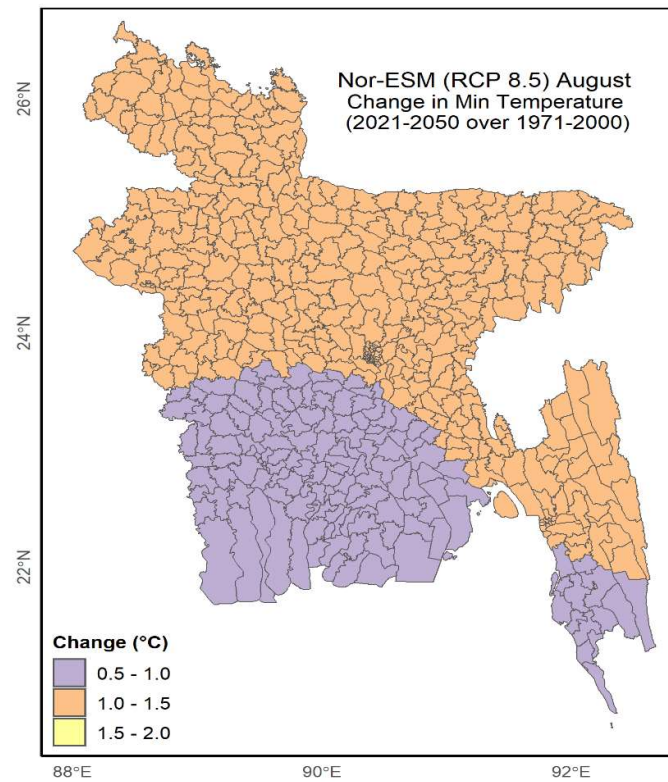 Nor-ESM (RCP 8.5) August
Change in Min Temperature
(2021-2050 over 1971-2000)
26°N
24°N
22°N
Change (°C)
0.5 - 1.0
1.0 - 1.5
1.5 - 2.0
88°E
90°E
92°E